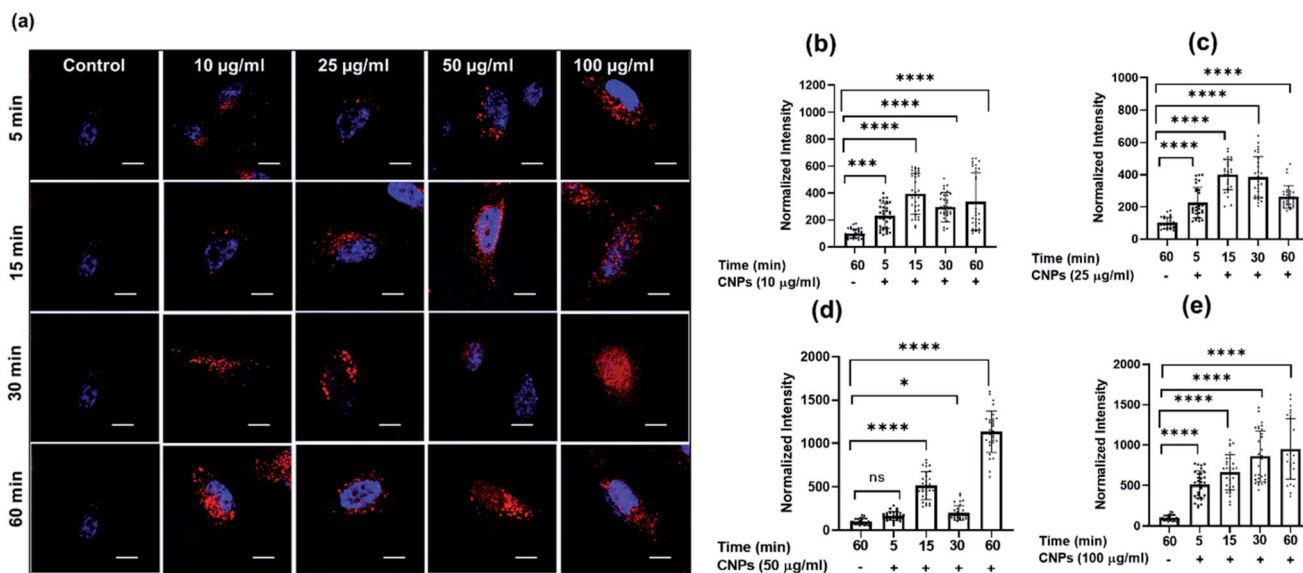 (a)
Control 10 µg/ml 25 µg/ml 50 µg/ml 100 µg/ml
5 min
15 min
30 min
60 min
(b)
Normalized Intensity
1200
1000
800
600
400
200
0
***
****
****
****
Time (min) 60 5 15 30 60
CNPs (10 µg/ml) - + + + +
(c)
Normalized Intensity
1000
800
600
400
200
0
****
****
****
****
Time (min) 60 5 15 30 60
CNPs (25 µg/ml) - + + + +
(d)
Normalized Intensity
2000
1500
1000
500
0
ns
****
*
****
Time (min) 60 5 15 30 60
CNPs (50 µg/ml) - + + + +
(e)
Normalized Intensity
2000
1500
1000
500
0
****
****
****
****
Time (min) 60 5 15 30 60
CNPs (100 µg/ml) - + + + +